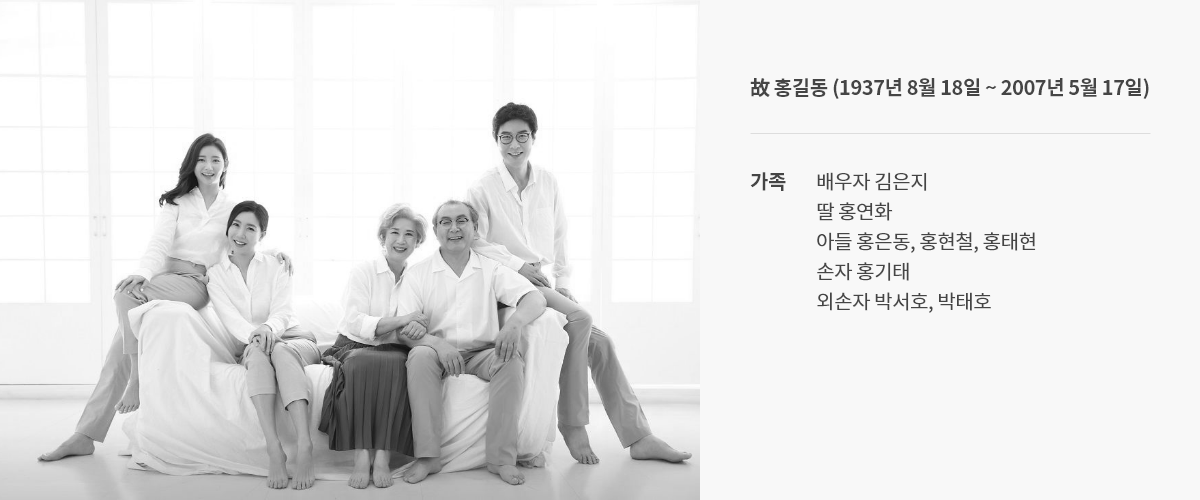 故 홍길동 (1937년 8월 18일 ~ 2007년 5월 17일)
가족 배우자 김은지
딸 홍연화
아들 홍은동, 홍현철, 홍태현
손자 홍기태
외손자 박서호, 박태호